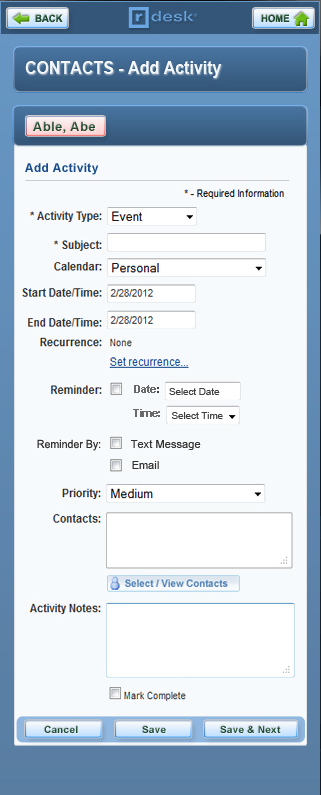 BACK r desk® HOME
CONTACTS - Add Activity
Able, Abe
Add Activity
* - Required Information
* Activity Type: Event
* Subject:
Calendar: Personal
Start Date/Time: 2/28/2012
End Date/Time: 2/28/2012
Recurrence: None
Set recurrence...
Reminder: Date: Select Date
Time: Select Time
Reminder By: Text Message
Email
Priority: Medium
Contacts:
Select / View Contacts
Activity Notes:
Mark Complete
Cancel Save Save & Next